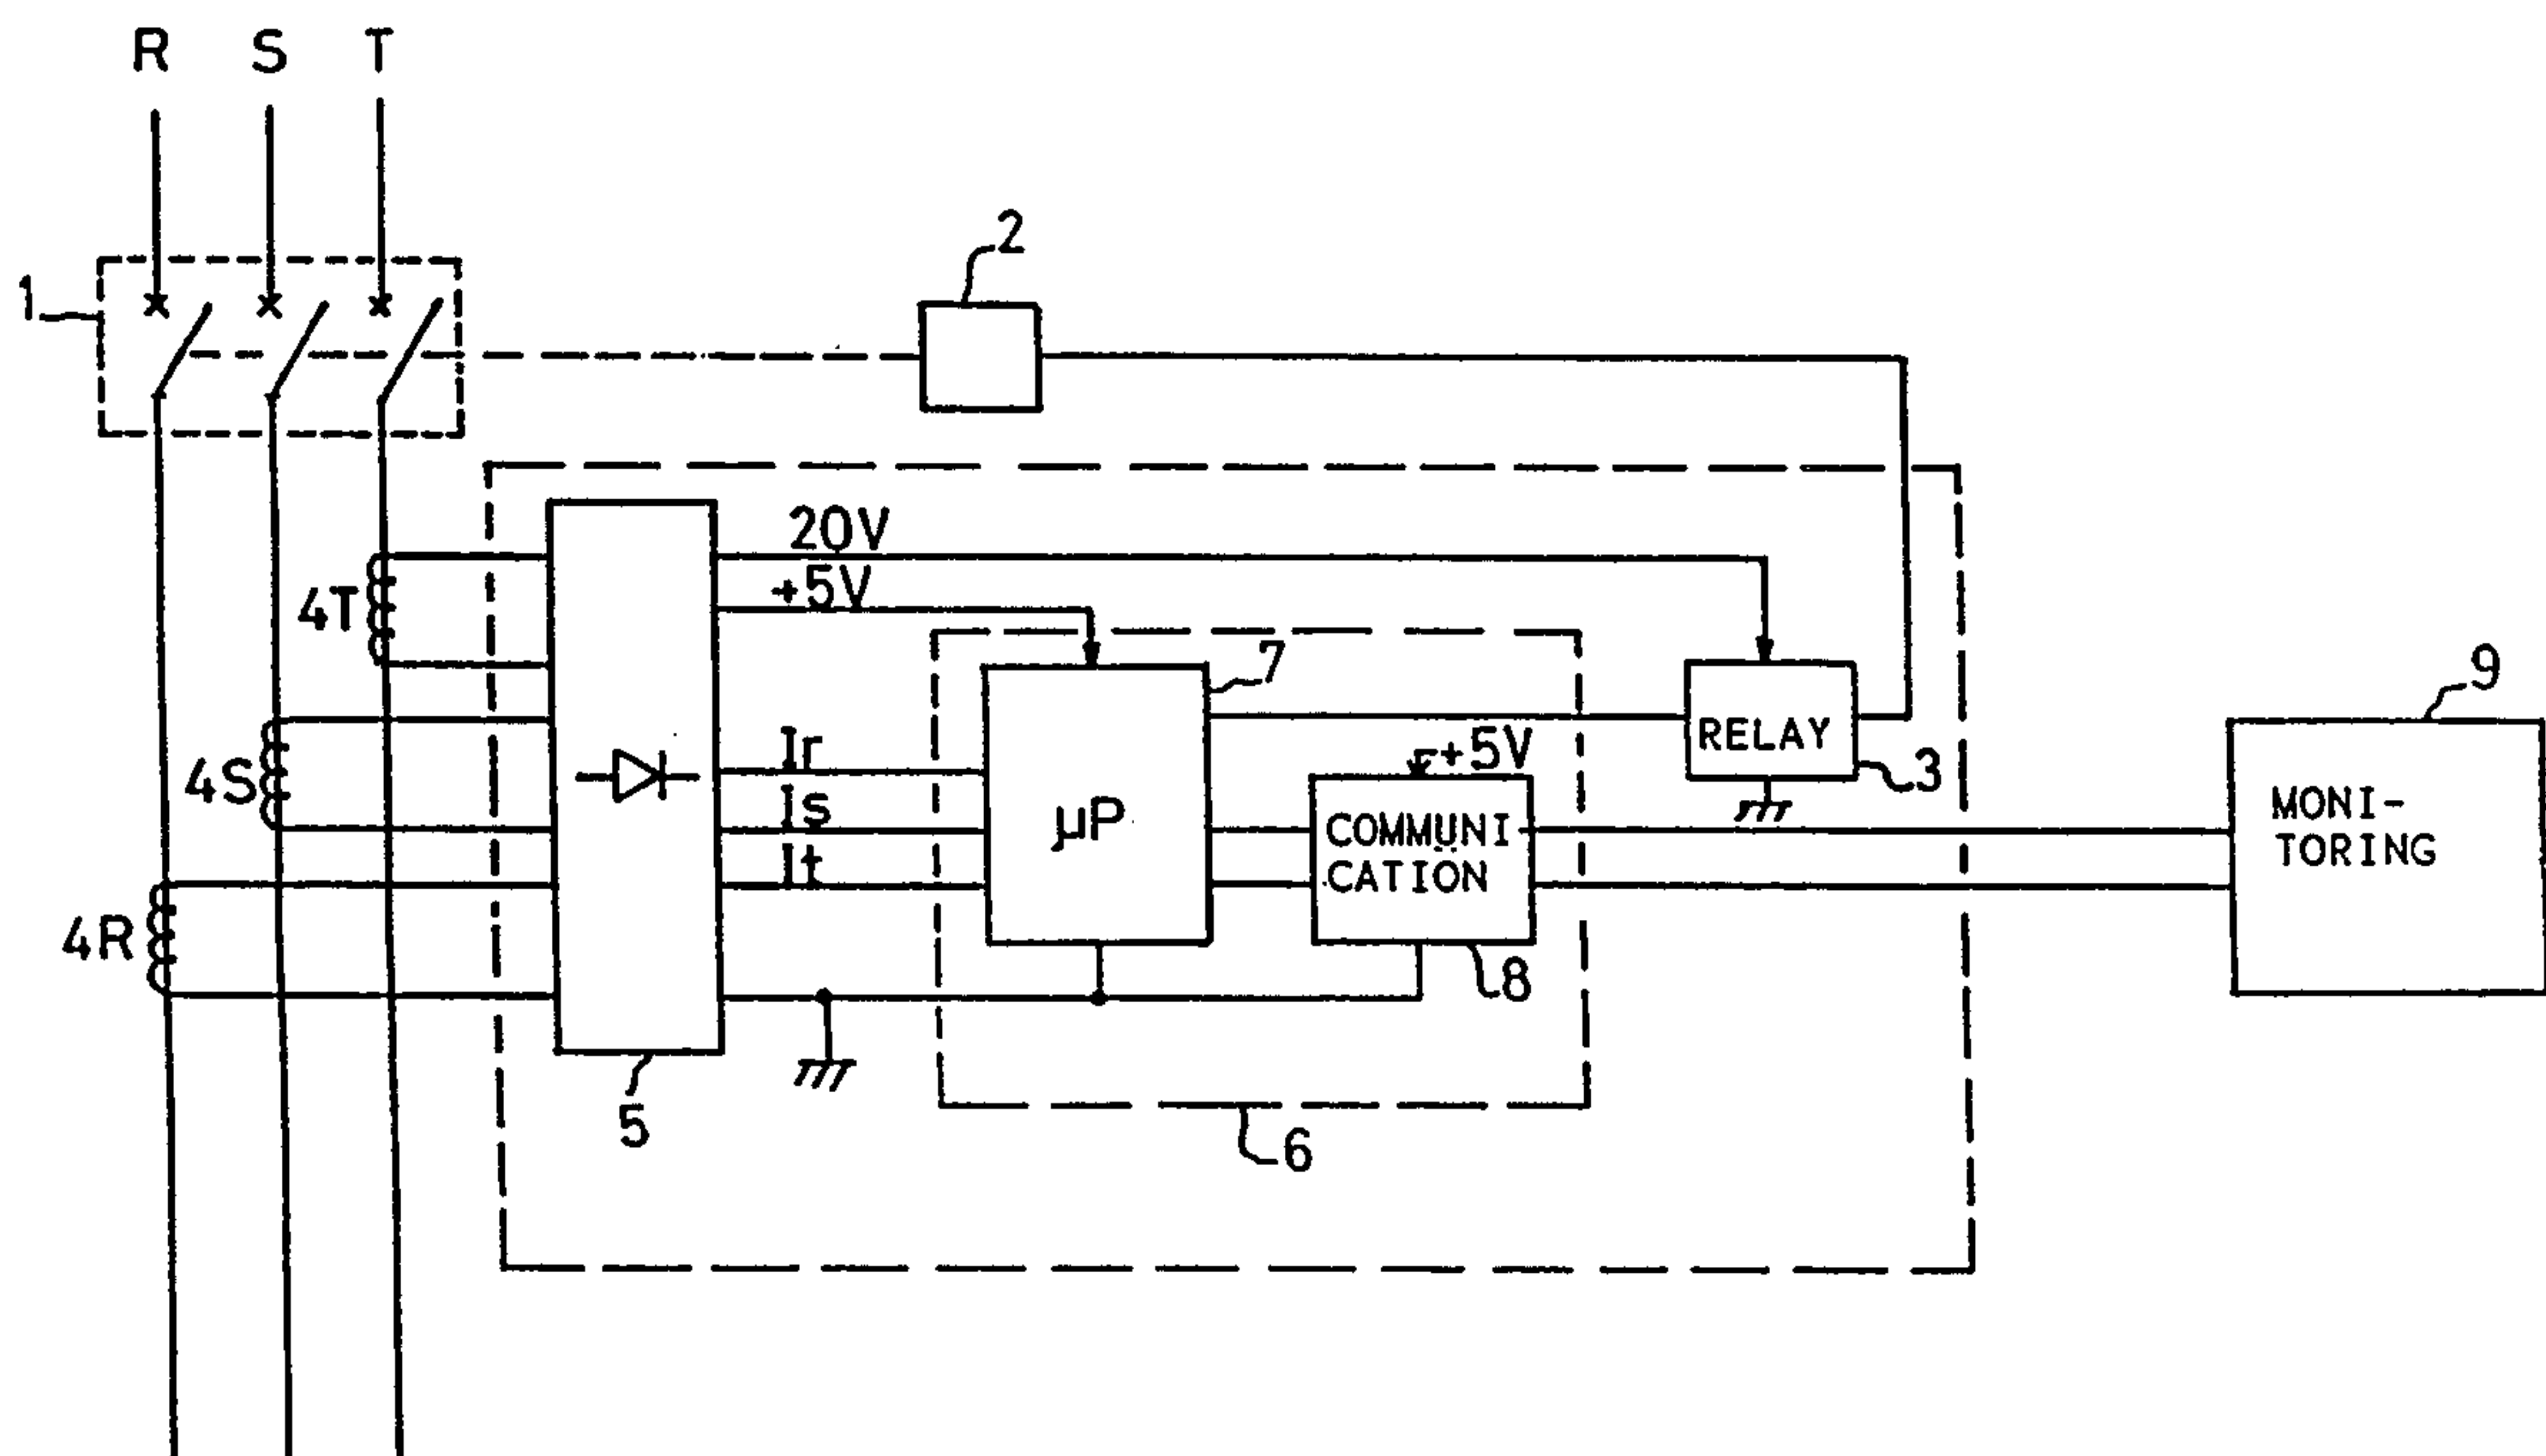 R S T
2
1
20V
+5V
4T
7
9
Ir
+5V
RELAY
3
4S
MONI-
TORING
Is
µP
COMMUNI-
CATION
It
4R
8
5
6